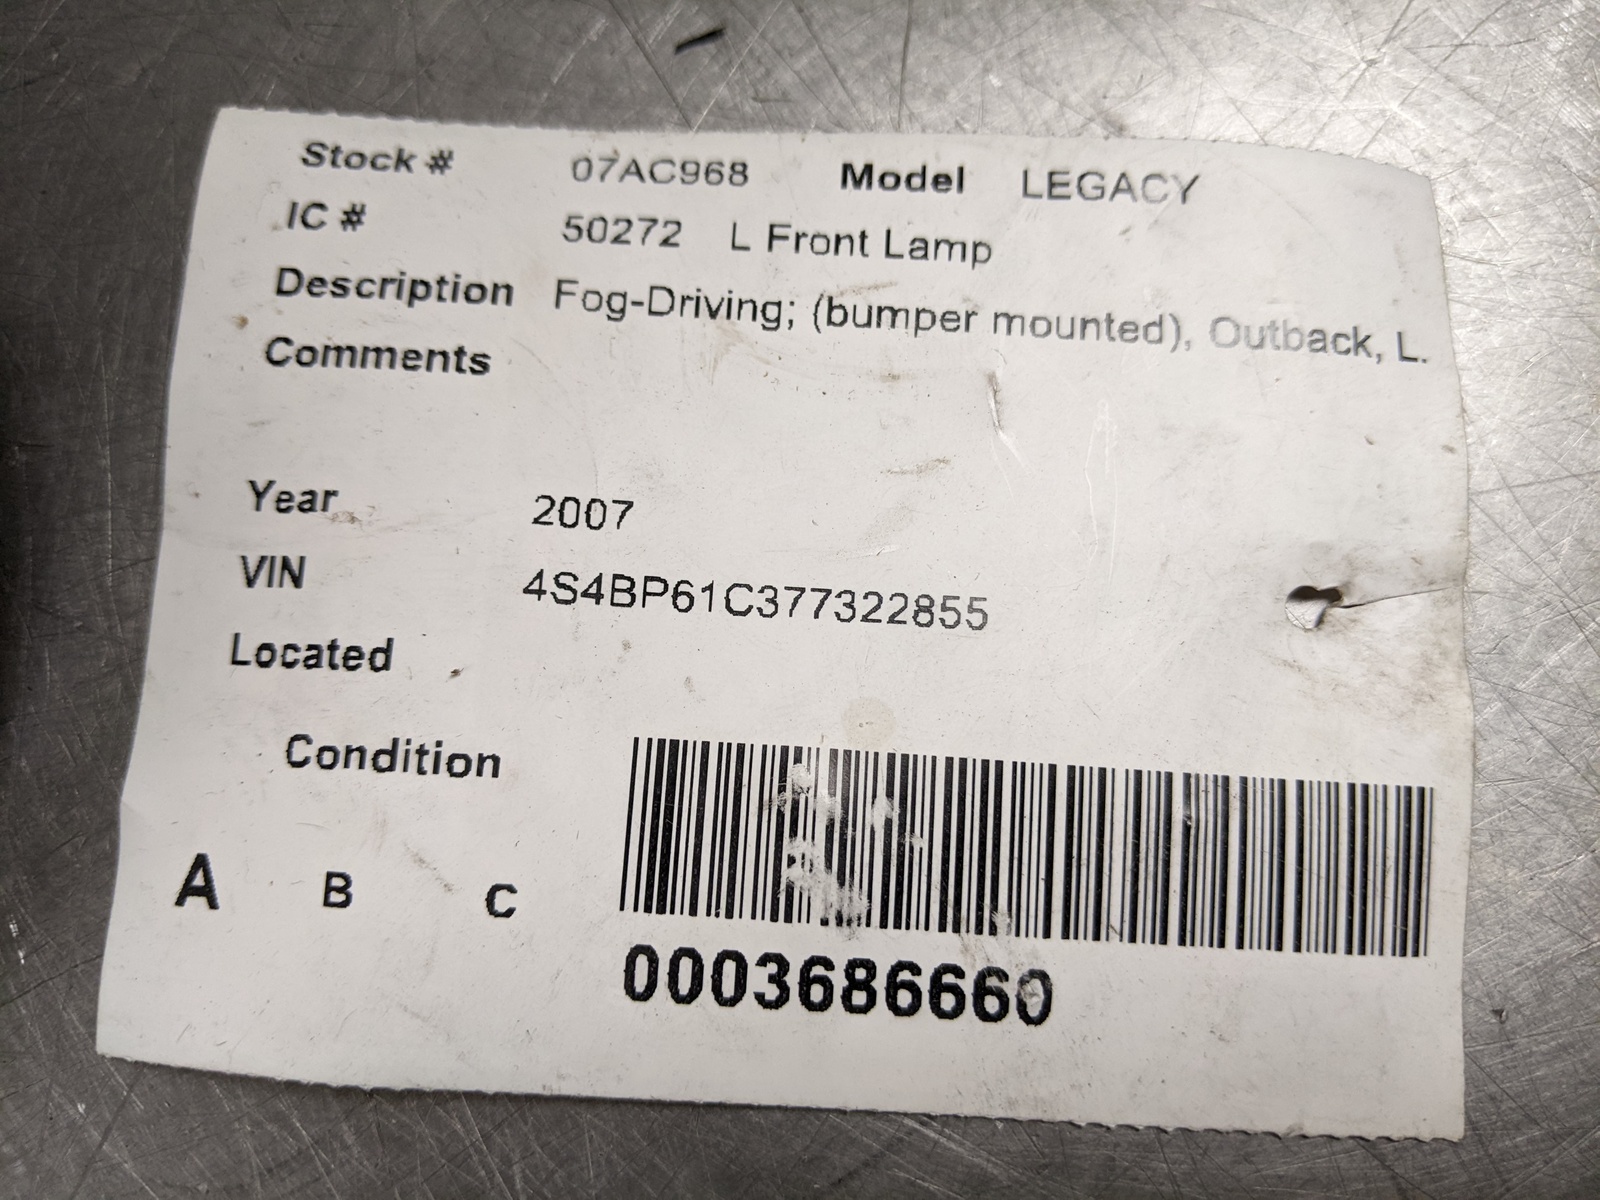 Stock # 07AC968 Model LEGACY
IC # 50272 L Front Lamp
Description Fog-Driving; (bumper mounted), Outback, L.
Comments
Year 2007
VIN 4S4BP61C377322855
Located
Condition
A B C
0003686660